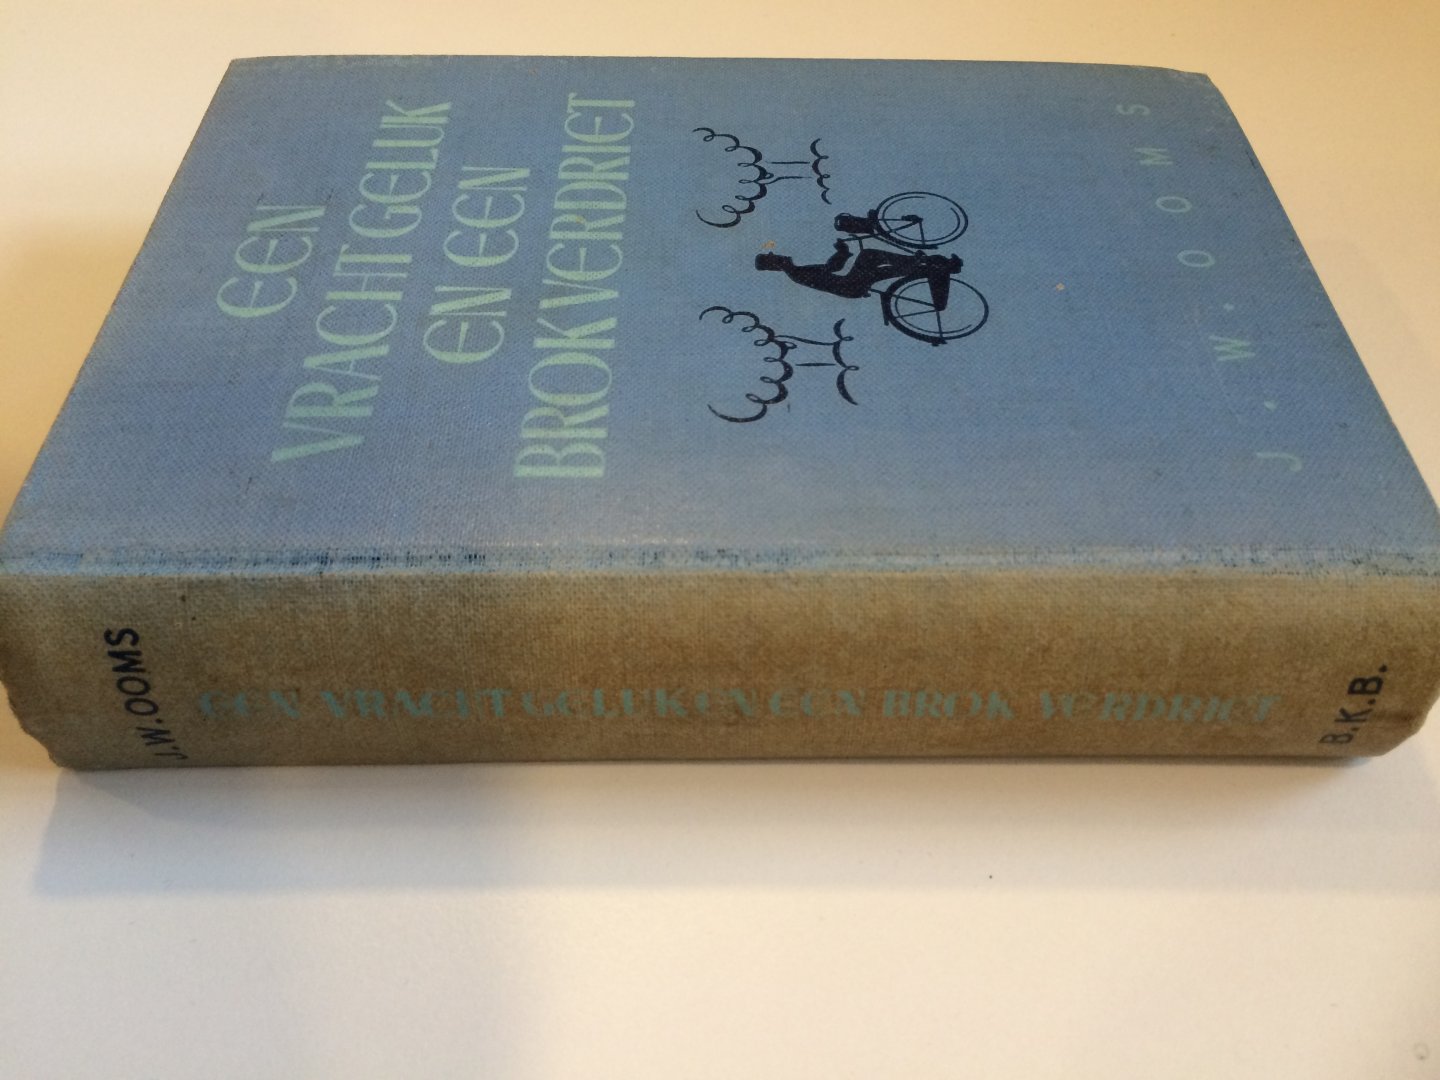 EEN
VRACHT GELUK
EN EEN
BROK VERDRIET
J. W. OOMS
J.W. OOMS
EEN VRACHT GELUK EN EEN BROK VERDRIET
B.K.B.